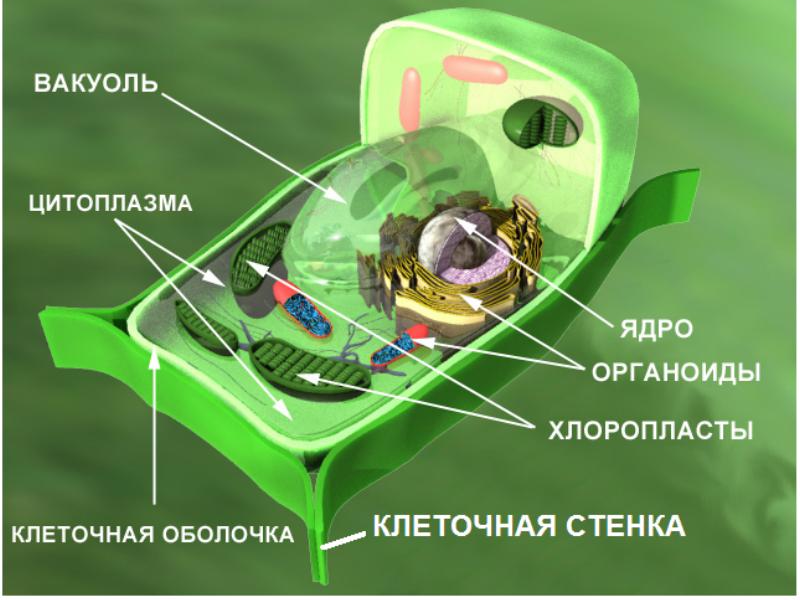 ВАКУОЛЬ
ЦИТОПЛАЗМА
ЯДРО
ОРГАНОИДЫ
ХЛОРОПЛАСТЫ
КЛЕТОЧНАЯ ОБОЛОЧКА
КЛЕТОЧНАЯ СТЕНКА